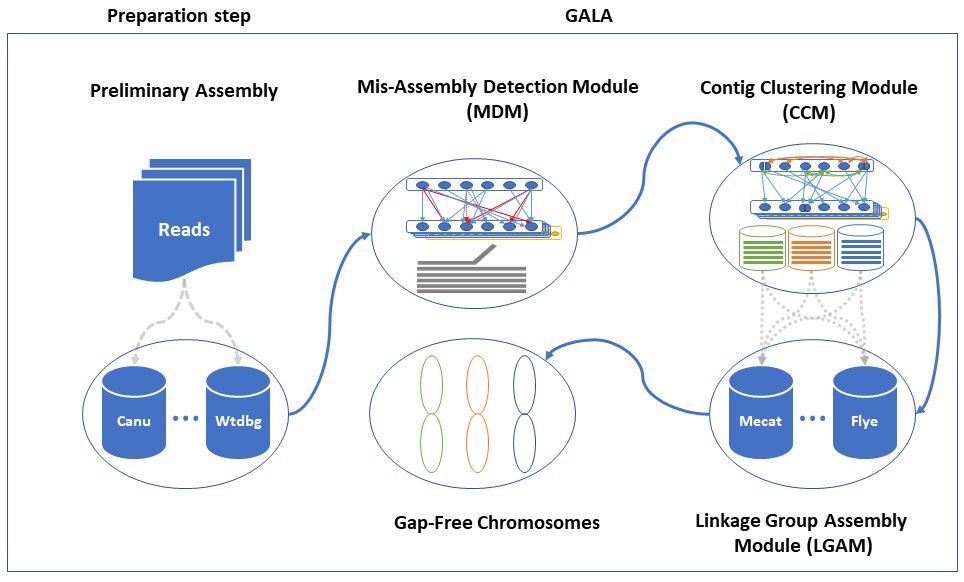 Preparation step
GALA
Preliminary Assembly
Mis-Assembly Detection Module
(MDM)
Contig Clustering Module
(CCM)
Reads
Canu
Wtdbg
Mecat
Flye
Gap-Free Chromosomes
Linkage Group Assembly
Module (LGAM)